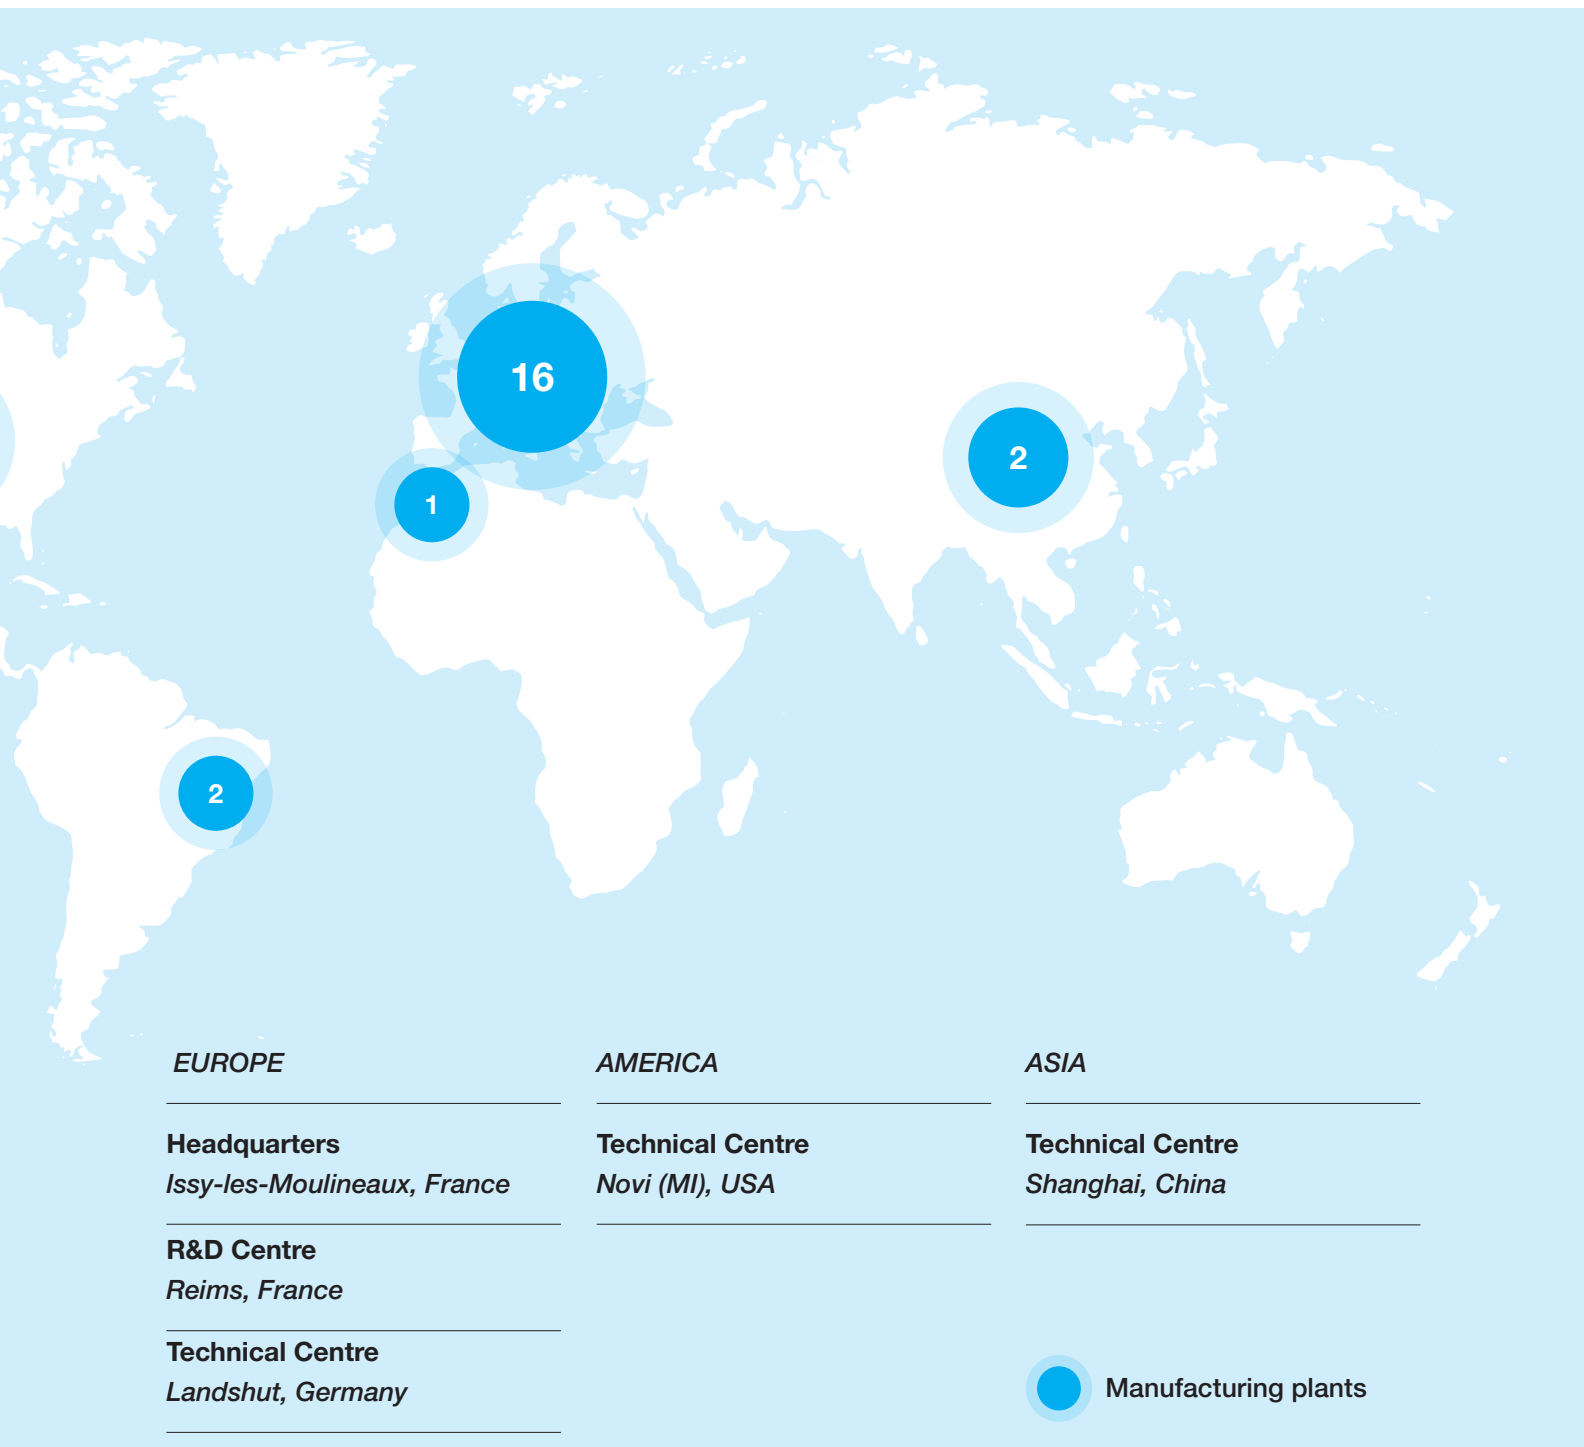 16
1
2
2
EUROPE
Headquarters
Issy-les-Moulineaux, France
R&D Centre
Reims, France
Technical Centre
Landshut, Germany
AMERICA
Technical Centre
Novi (MI), USA
ASIA
Technical Centre
Shanghai, China
Manufacturing plants